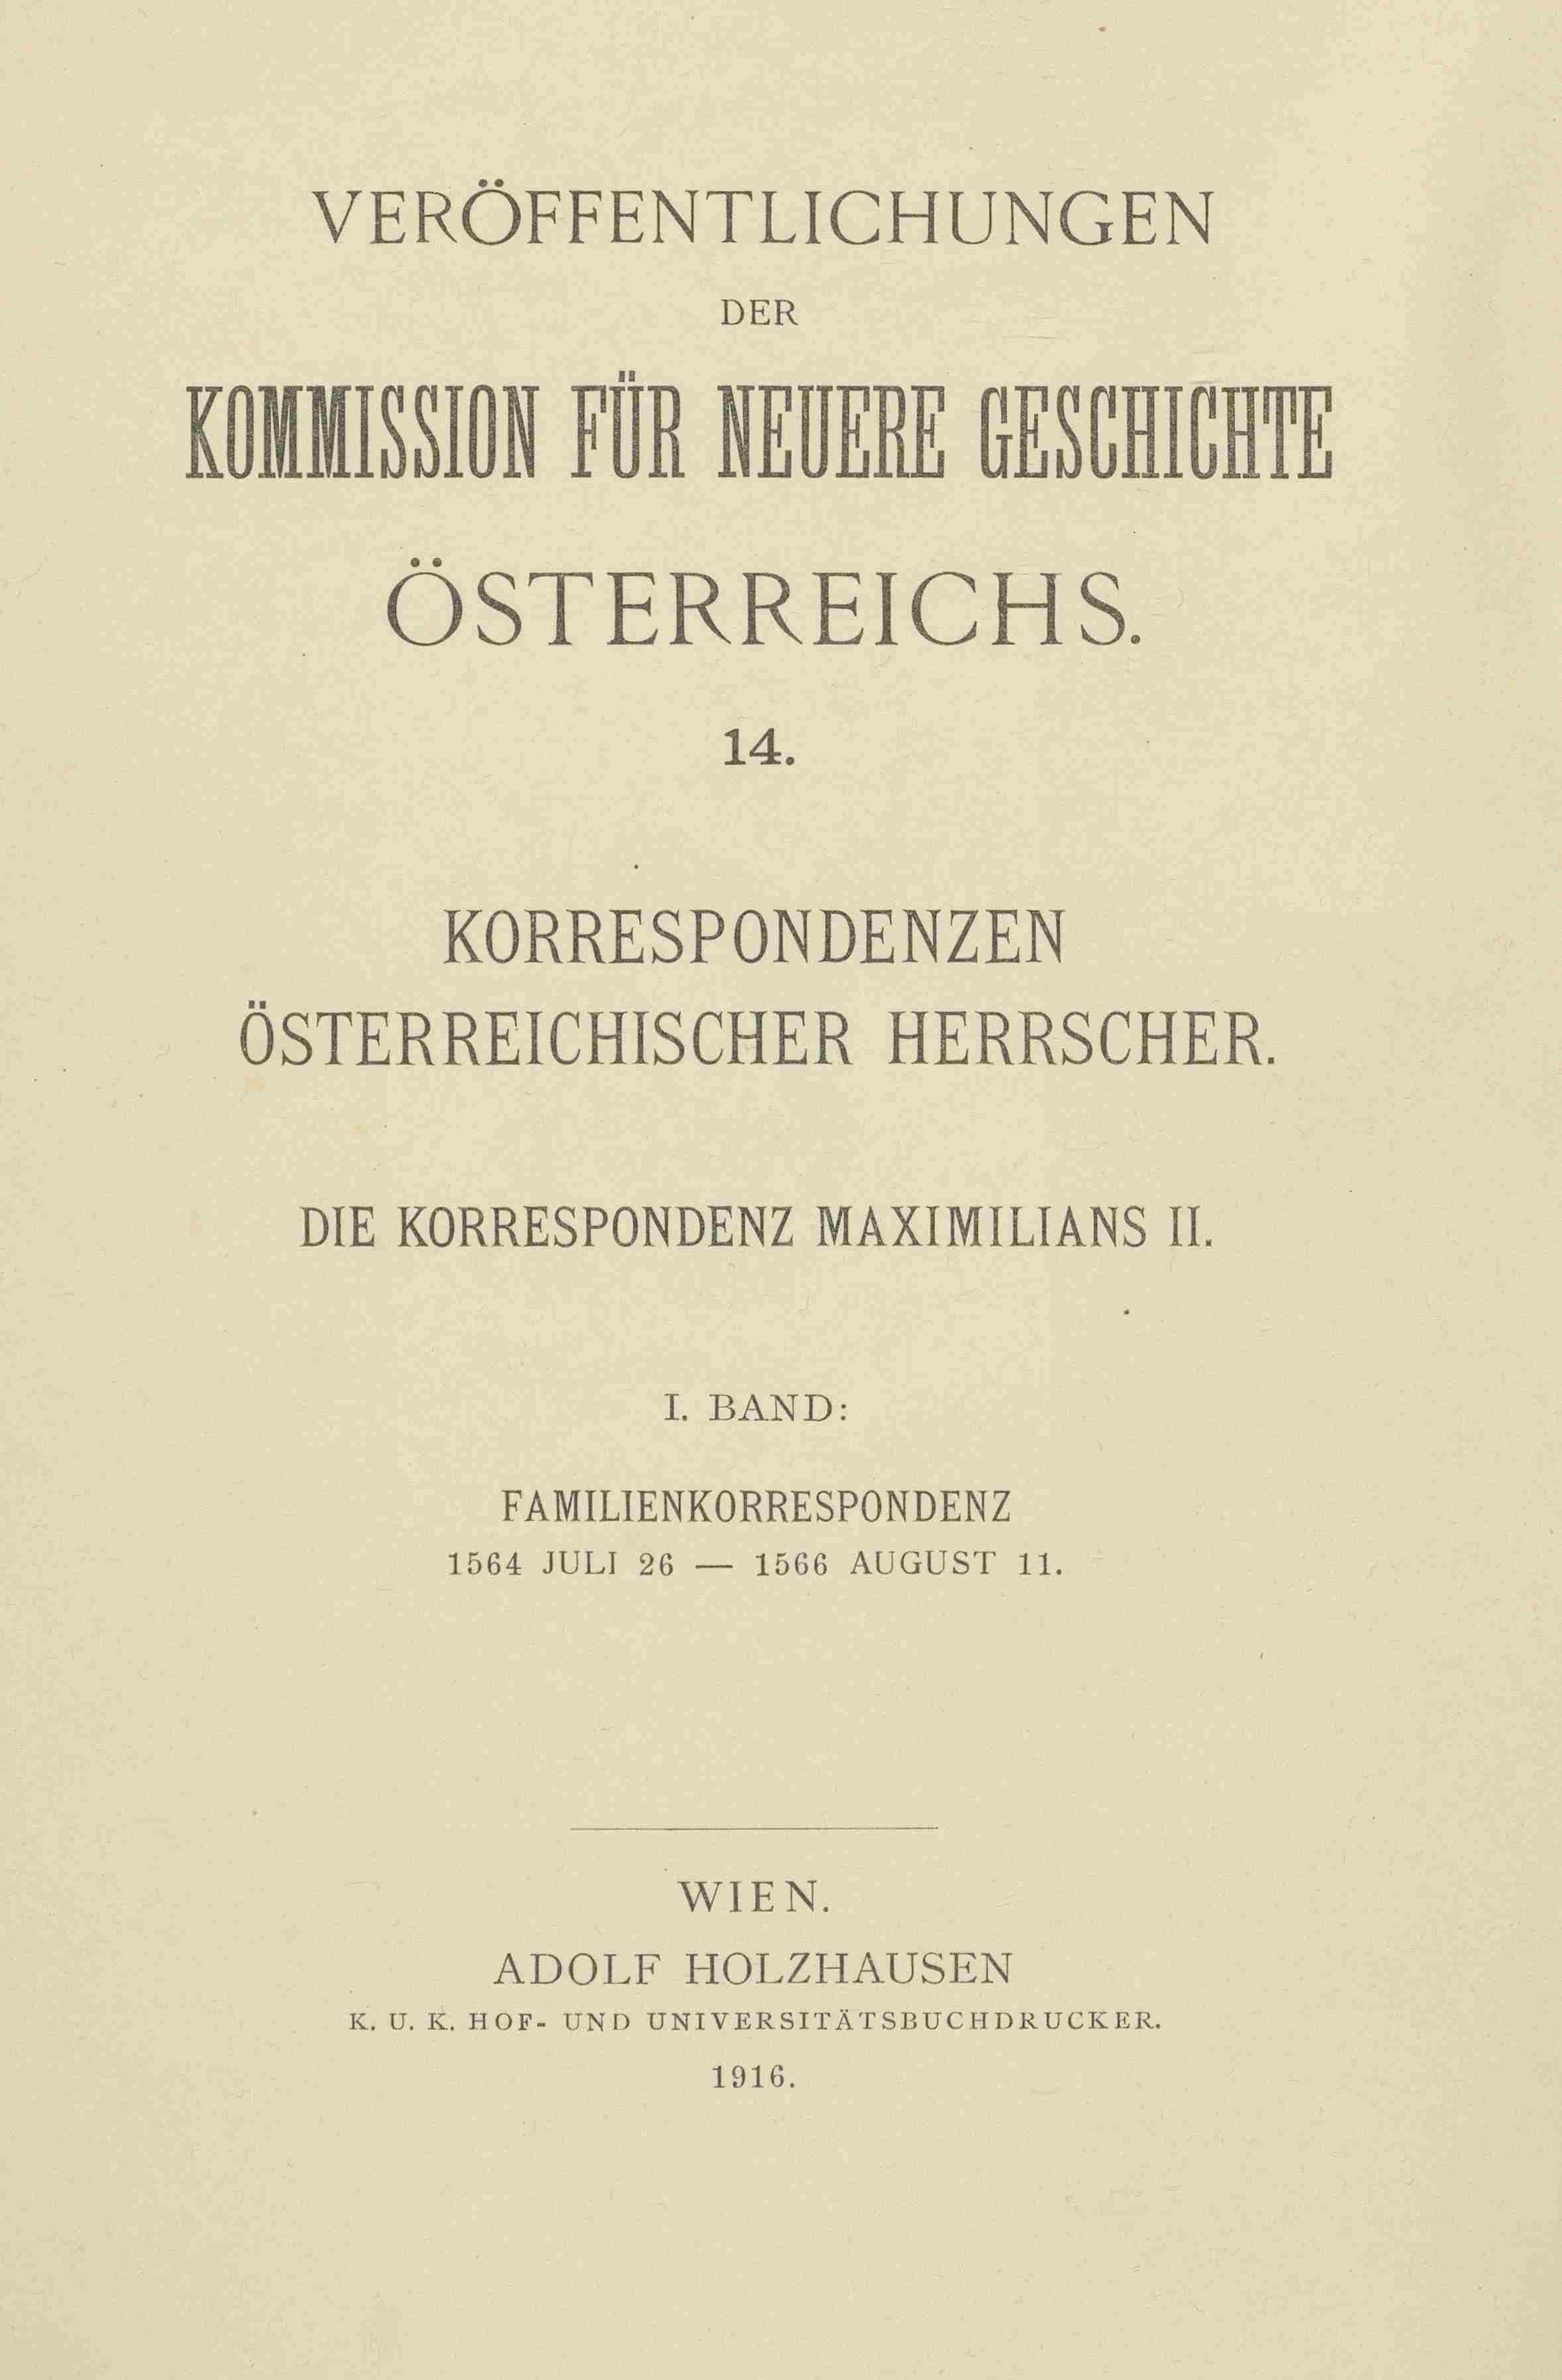 VERÖFFENTLICHUNGEN
DER
KOMMISSION FÜR NEUERE GESCHICHTE
ÖSTERREICHS.
14.
KORRESPONDENZEN
ÖSTERREICHISCHER HERRSCHER.
DIE KORRESPONDENZ MAXIMILIANS II.
I. BAND:
FAMILIENKORRESPONDENZ
1564 JULI 26 — 1566 AUGUST 11.
WIEN.
ADOLF HOLZHAUSEN
K. U. K. HOF- UND UNIVERSITÄTSBUCHDRUCKER.
1916.